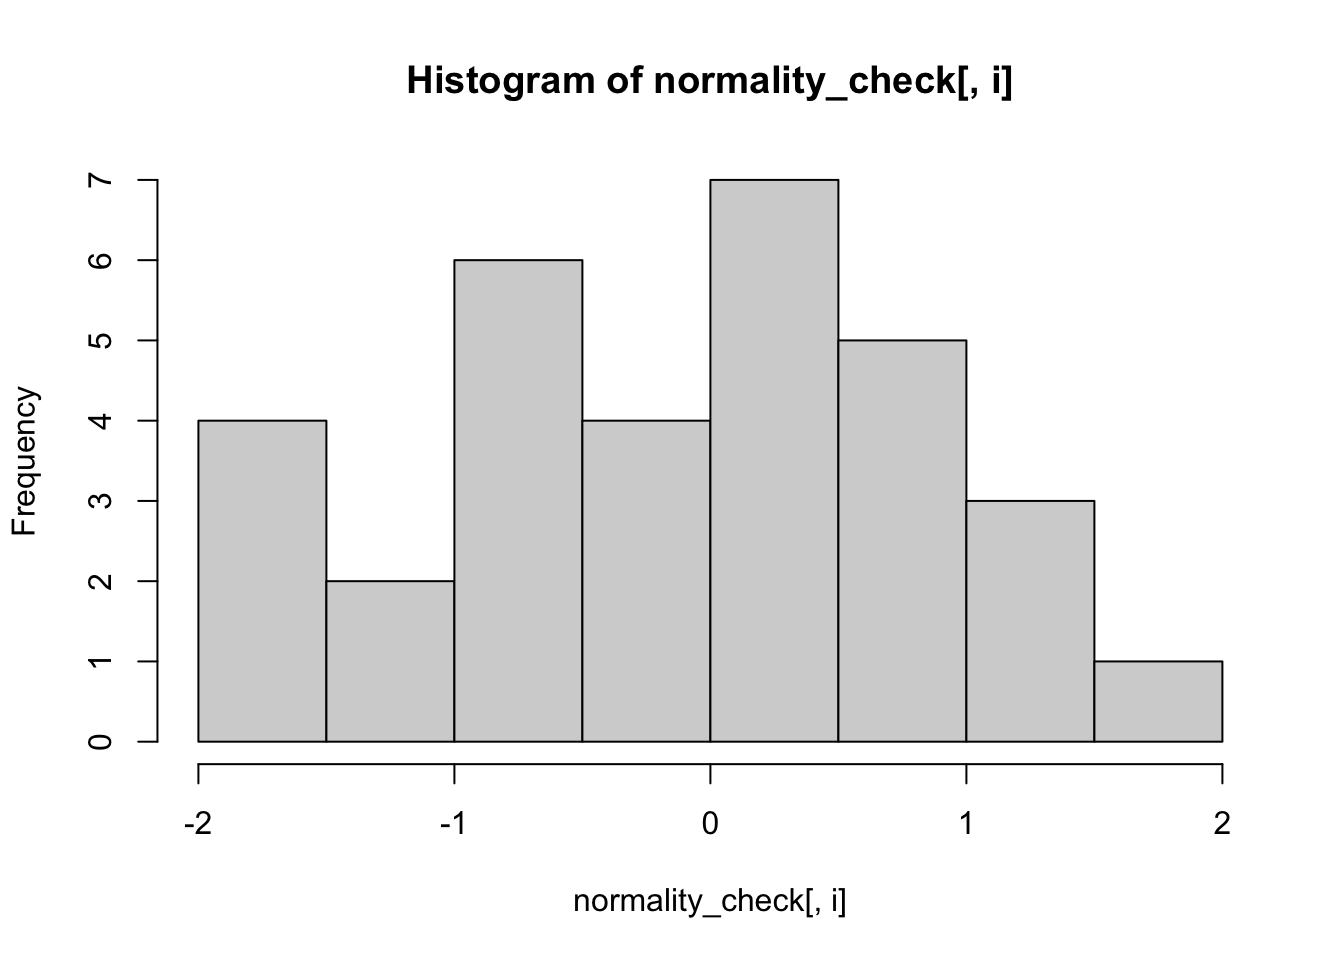 Histogram of normality_check[, i]
7
6
5
4
3
2
1
0
Frequency
-2 -1 0 1 2
normality_check[, i]